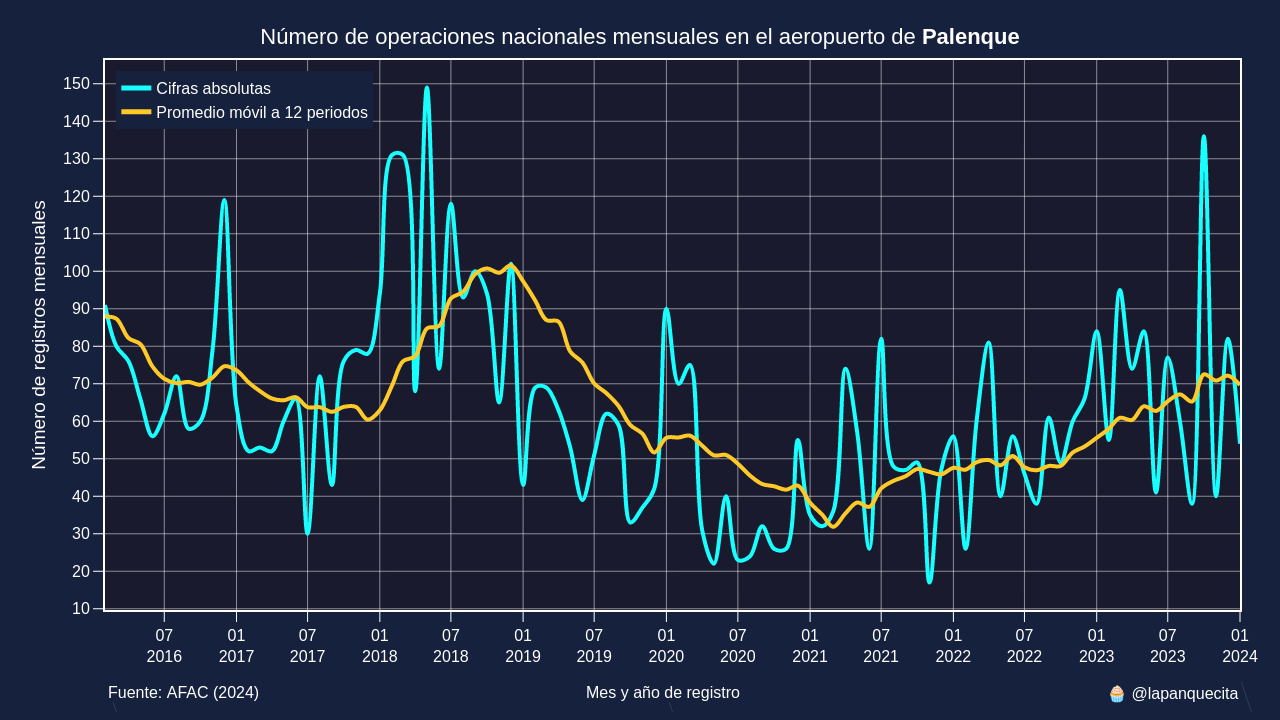 Número de operaciones nacionales mensuales en el aeropuerto de Palenque
Cifras absolutas
Promedio móvil a 12 periodos
Número de registros mensuales
150
140
130
120
110
100
90
80
70
60
50
40
30
20
10
07 01 07 01 07 01 07 01 07 01 07 01 07 01 07 01
2016 2017 2017 2018 2018 2019 2019 2020 2020 2021 2021 2022 2022 2023 2023 2024
Fuente: AFAC (2024) Mes y año de registro 🧁 @lapanquecita